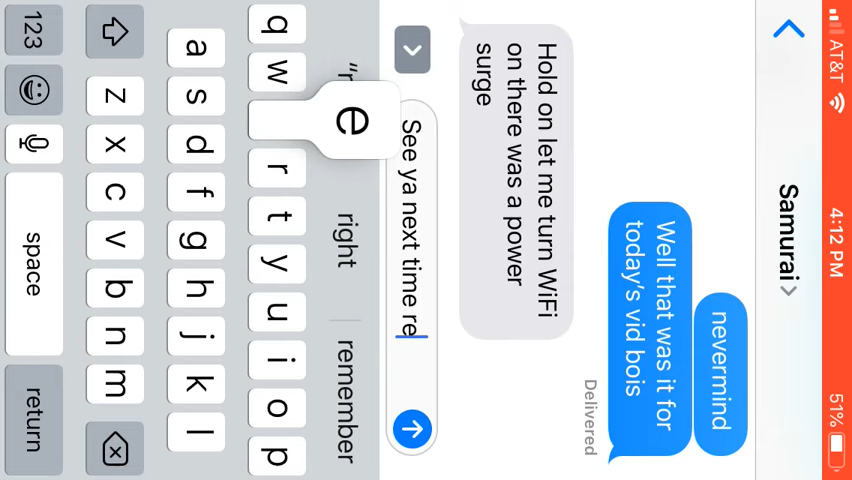 AT&T 4:12 PM 51%
Samurai
nevermind
Well that was it for
today's vid bois
Delivered
Hold on let me turn WiFi
on there was a power
surge
See ya next time re
right remember
q w e r t y u i o p
a s d f g h j k l
z x c v b n m
123 space return